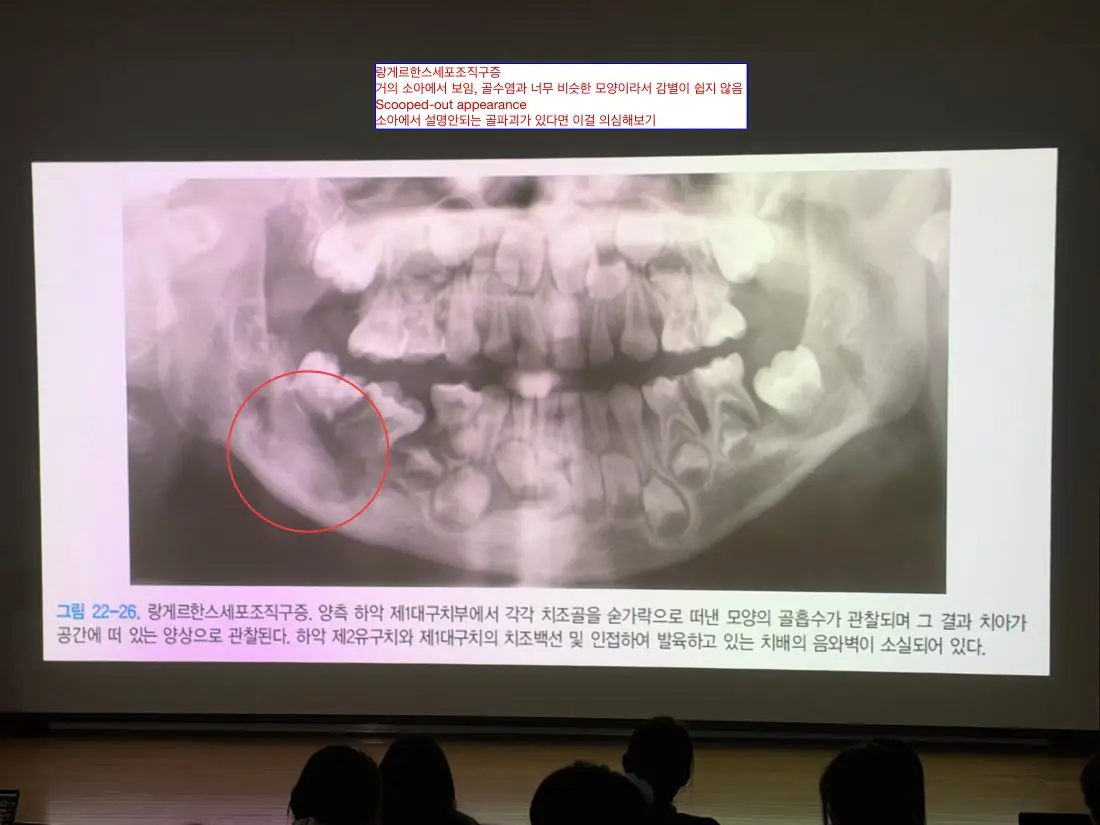 랑게르한스세포조직구증
거의 소아에서 보임, 골수염과 너무 비슷한 모양이라서 감별이 쉽지 않음
Scooped-out appearance
소아에서 설명안되는 골파괴가 있다면 이걸 의심해보기
그림 22-26. 랑게르한스세포조직구증. 양측 하악 제1대구치부에서 각각 치조골을 숟가락으로 떠낸 모양의 골흡수가 관찰되며 그 결과 치아가
공간에 떠 있는 양상으로 관찰된다. 하악 제2유구치와 제1대구치의 치조백선 및 인접하여 발육하고 있는 치배의 음와벽이 소실되어 있다.